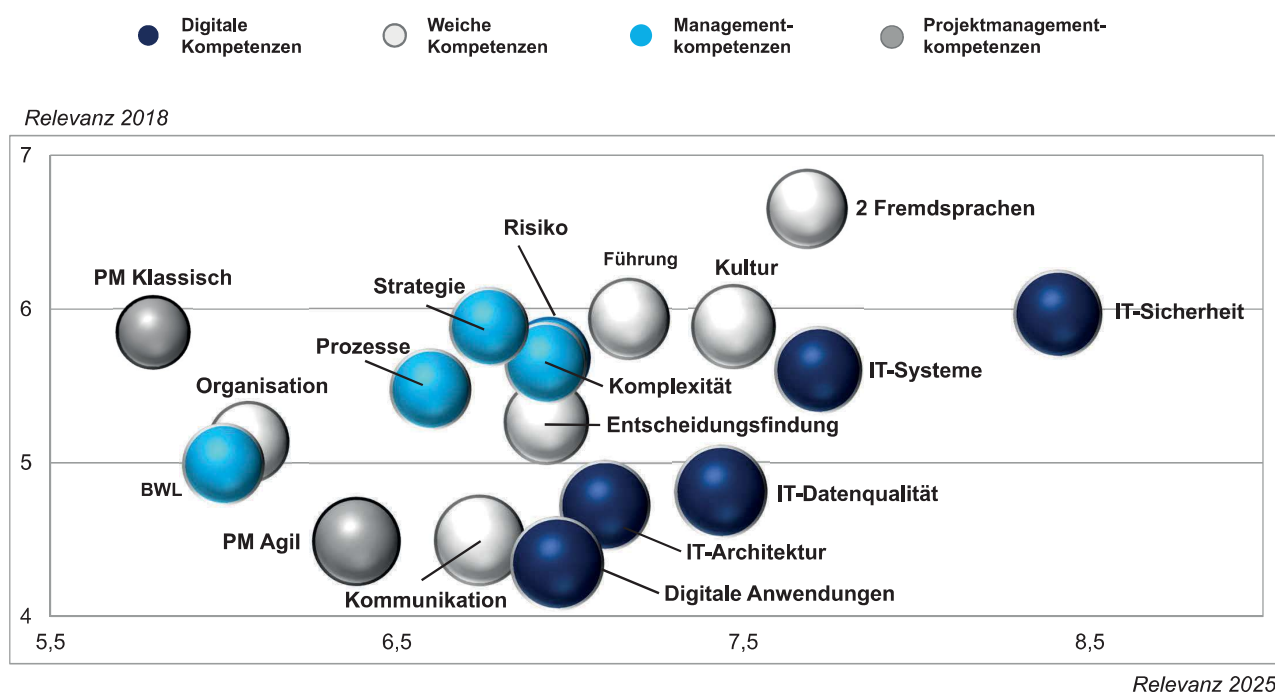 Digitale
Kompetenzen
Weiche
Kompetenzen
Management-
kompetenzen
Projektmanagement-
kompetenzen
Relevanz 2018
7
2 Fremdsprachen
Risiko
Führung
Kultur
PM Klassisch
Strategie
6
IT-Sicherheit
Prozesse
IT-Systeme
Organisation
Komplexität
Entscheidungsfindung
5
BWL
IT-Datenqualität
PM Agil
IT-Architektur
Kommunikation
Digitale Anwendungen
4
5,5
6,5
7,5
8,5
Relevanz 2025